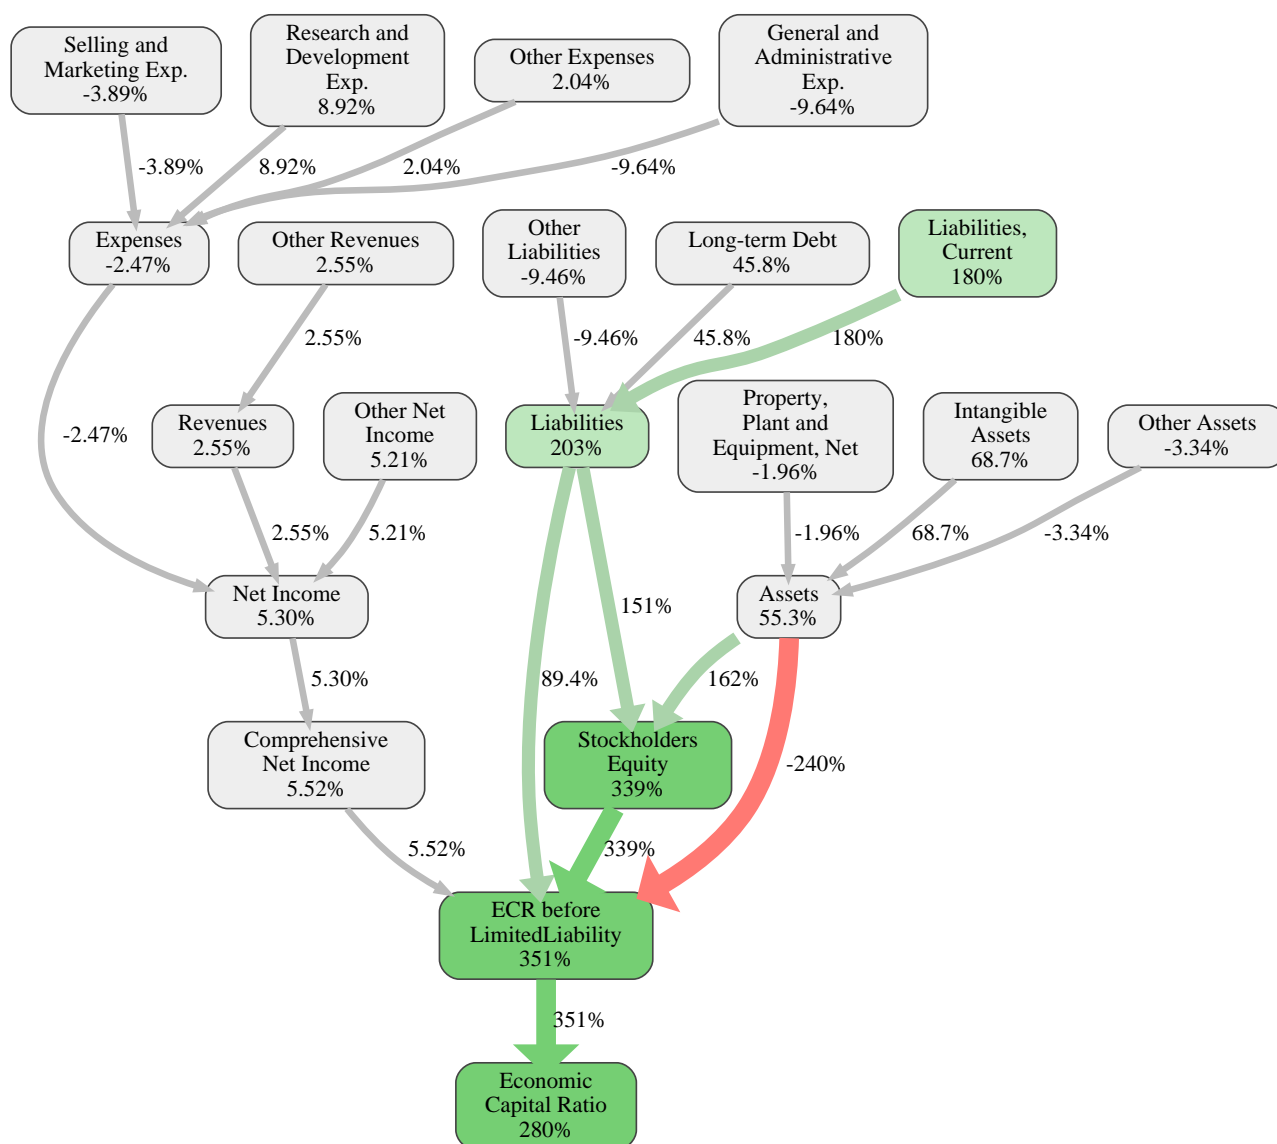 Selling and
Marketing Exp.
-3.89%
Research and
Development
Exp.
8.92%
Other Expenses
2.04%
General and
Administrative
Exp.
-9.64%
-3.89%
8.92%
2.04%
-9.64%
Expenses
-2.47%
Other Revenues
2.55%
Other
Liabilities
-9.46%
Long-term Debt
45.8%
Liabilities,
Current
180%
2.55%
-9.46%
45.8%
180%
-2.47%
Revenues
2.55%
Other Net
Income
5.21%
Liabilities
203%
Property,
Plant and
Equipment, Net
-1.96%
Intangible
Assets
68.7%
Other Assets
-3.34%
2.55%
5.21%
-1.96%
68.7%
-3.34%
Net Income
5.30%
151%
Assets
55.3%
5.30%
89.4%
162%
Comprehensive
Net Income
5.52%
Stockholders
Equity
339%
-240%
5.52%
339%
ECR before
LimitedLiability
351%
351%
Economic
Capital Ratio
280%